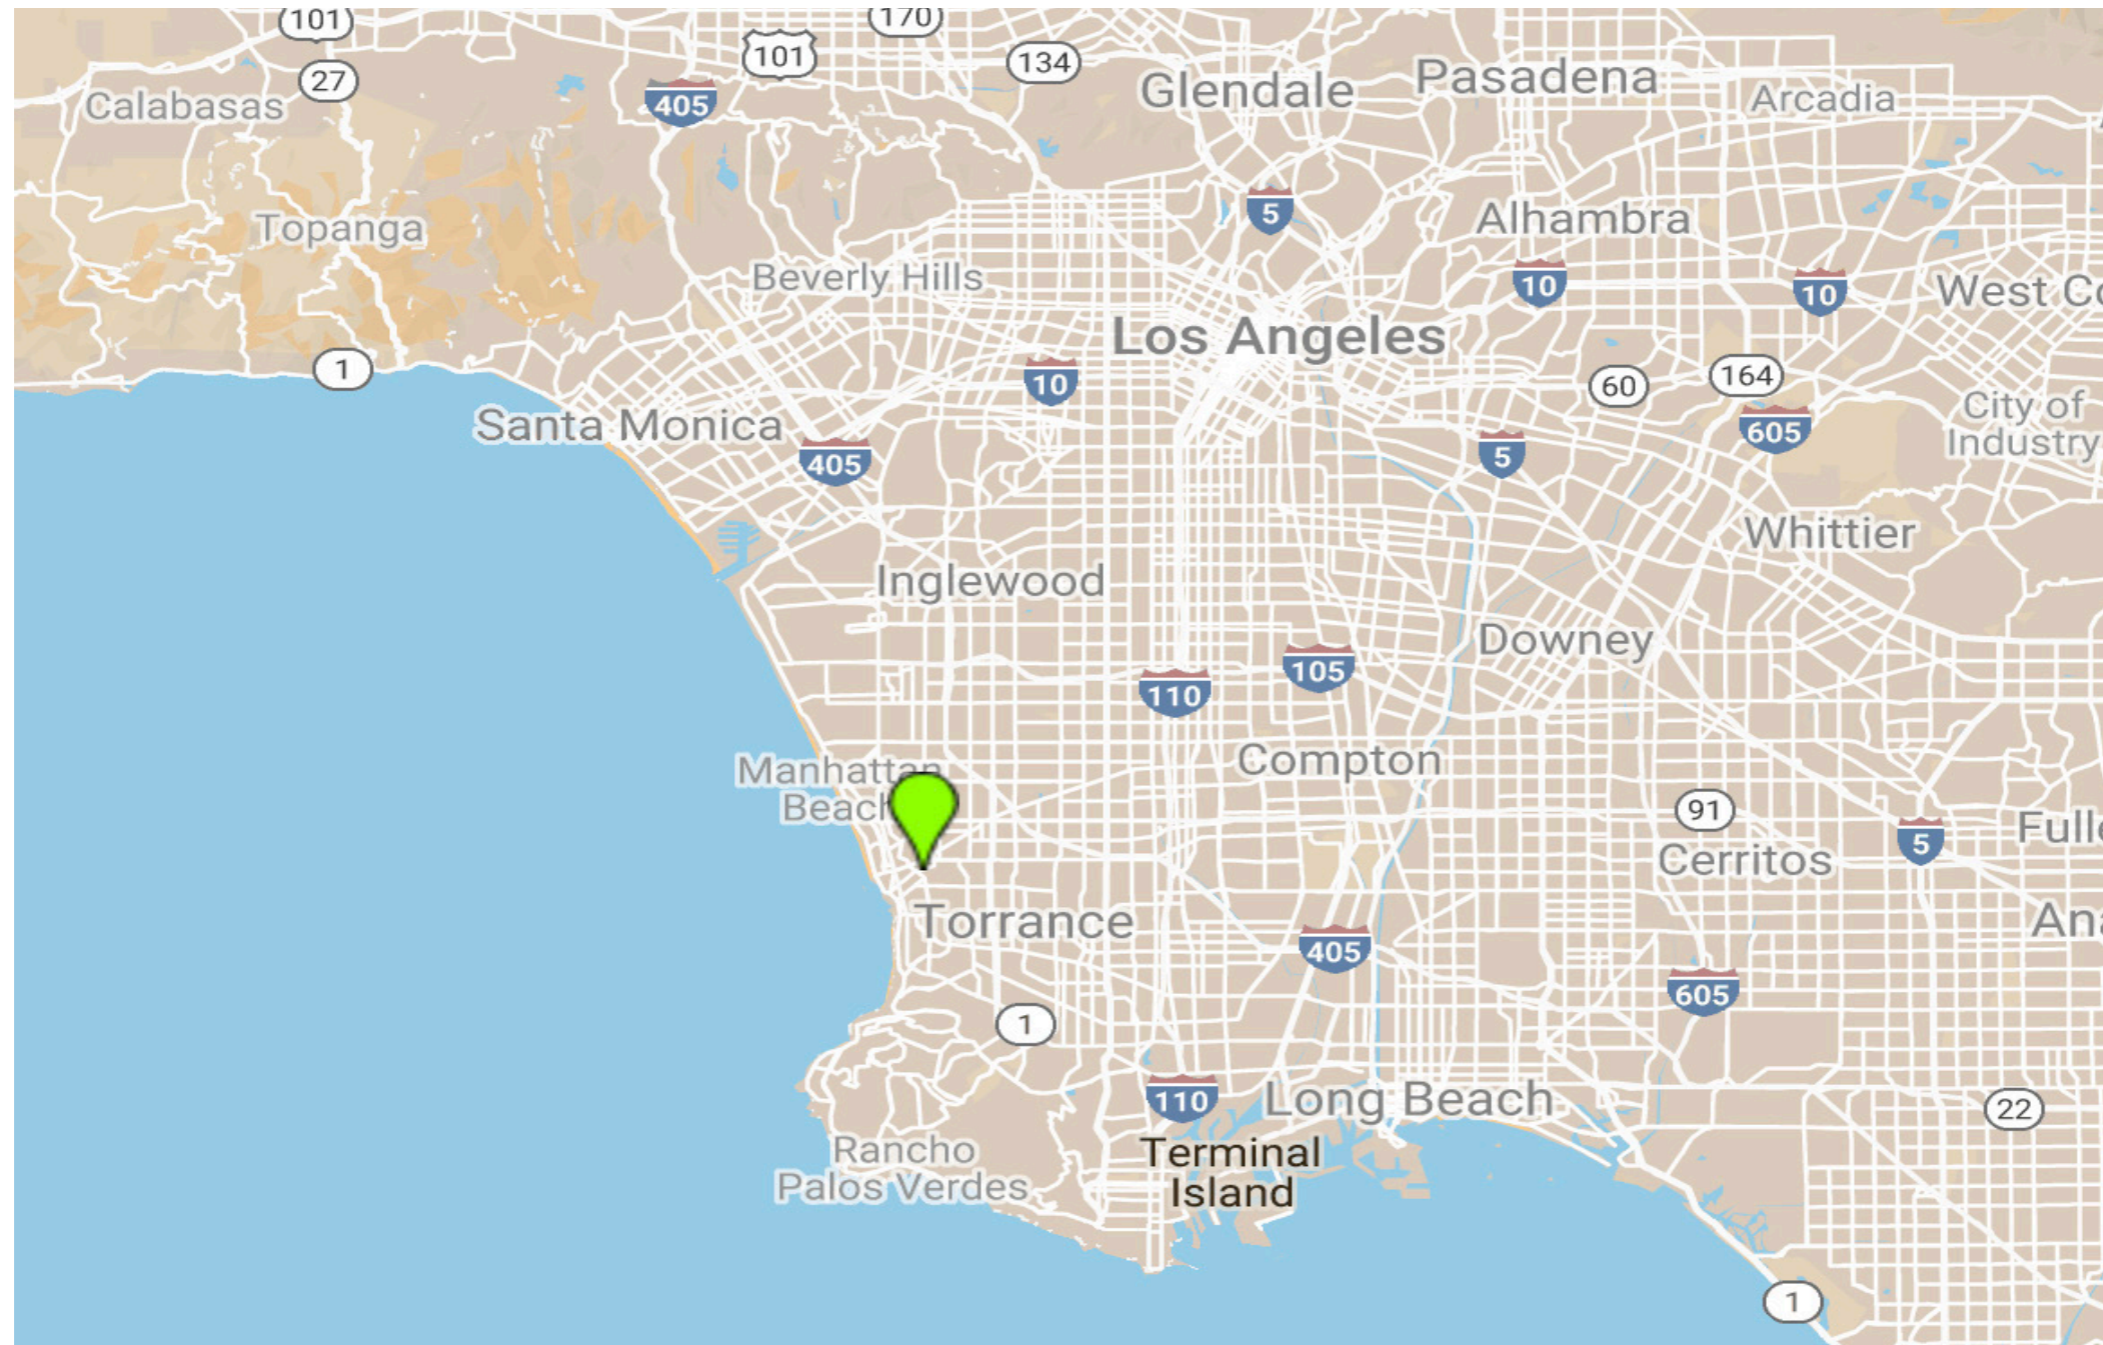 101
170
101
134
27
Calabasas
405
Glendale
Pasadena
Arcadia
Topanga
5
Alhambra
Beverly Hills
10
10
West Co
Los Angeles
1
10
60
164
Santa Monica
405
5
605
City of
Industry
Whittier
Inglewood
Downey
105
110
Manhattan
Beach
Compton
91
Cerritos
5
Fulle
Torrance
405
Ana
605
1
110
Long Beach
22
Rancho
Palos Verdes
Terminal
Island
1